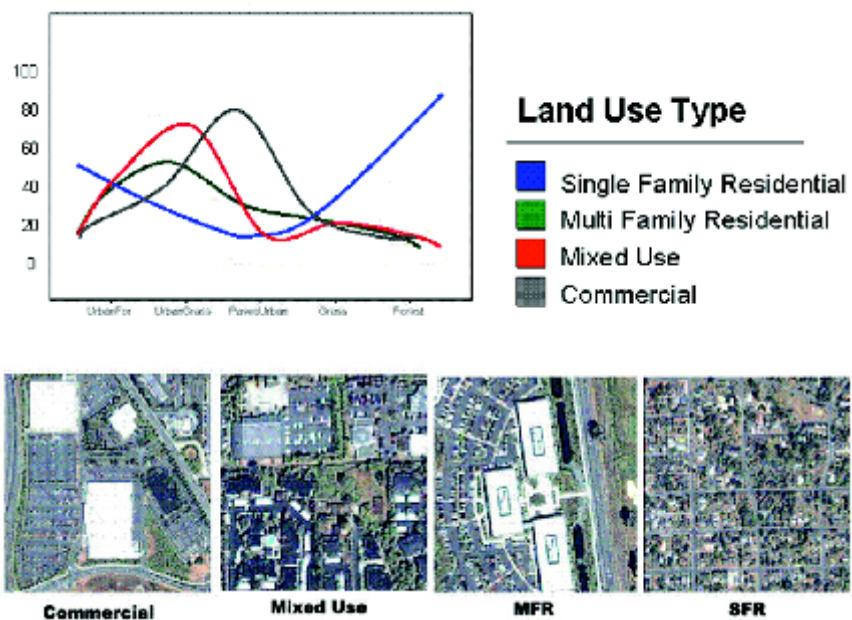 100
80
60
40
20
0
UrbanFor UrbanGrass PavedUrban Grass Forest
Land Use Type
Single Family Residential
Multi Family Residential
Mixed Use
Commercial
Commercial Mixed Use MFR SFR